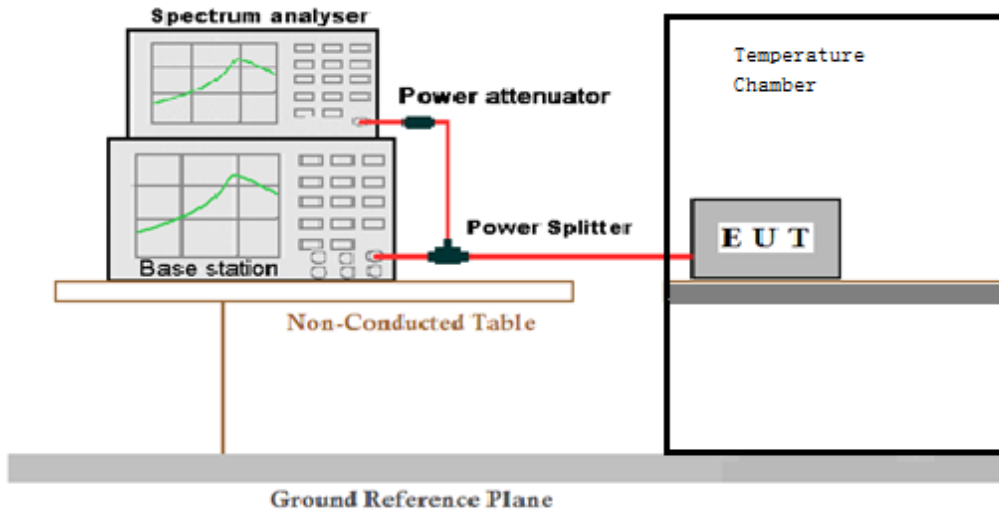 Spectrum analyser
Temperature
Chamber
Power attenuator
Power Splitter
E U T
Base station
Non-Conducted Table
Ground Reference Plane